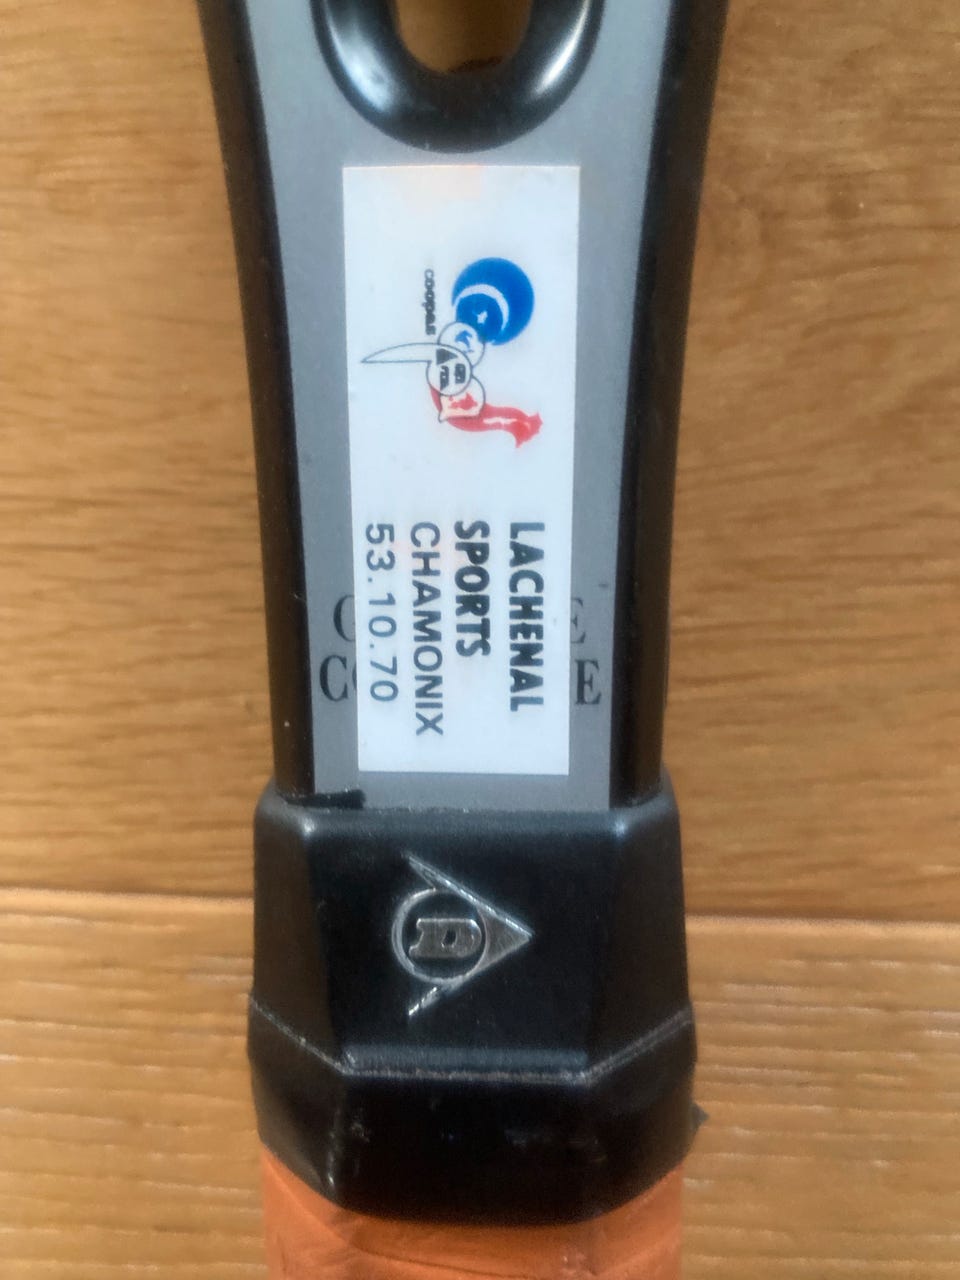 LACHENAL
SPORTS
CHAMONIX
53.10.70
D